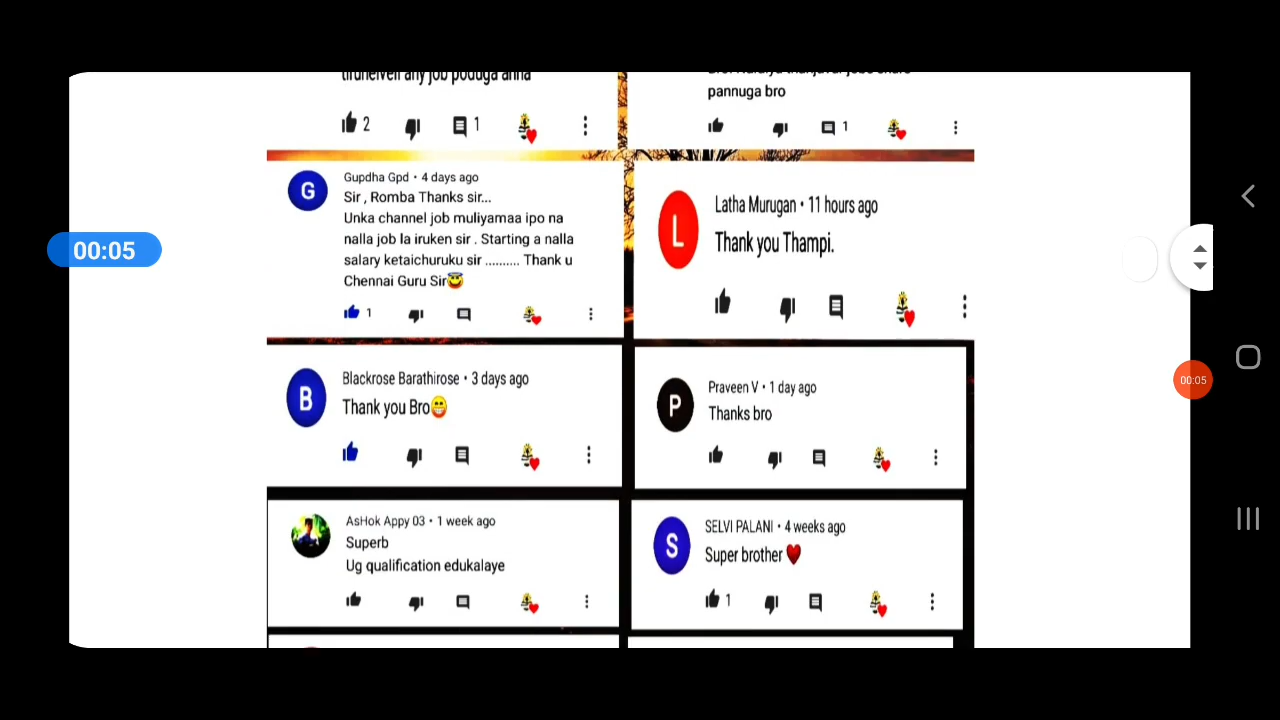 tirunelveli any job poduga anna
2
1
pannuga bro
1
G
Gupdha Gpd • 4 days ago
Sir , Romba Thanks sir...
Unka channel job muliyamaa ipo na
nalla job la iruken sir . Starting a nalla
salary ketaichuruku sir .......... Thank u
Chennai Guru Sir😇
1
L
Latha Murugan • 11 hours ago
Thank you Thampi.
00:05
00:05
B
Blackrose Barathirose • 3 days ago
Thank you Bro😁
P
Praveen V • 1 day ago
Thanks bro
AsHok Appy 03 • 1 week ago
Superb
Ug qualification edukalaye
S
SELVI PALANI • 4 weeks ago
Super brother ♥
1